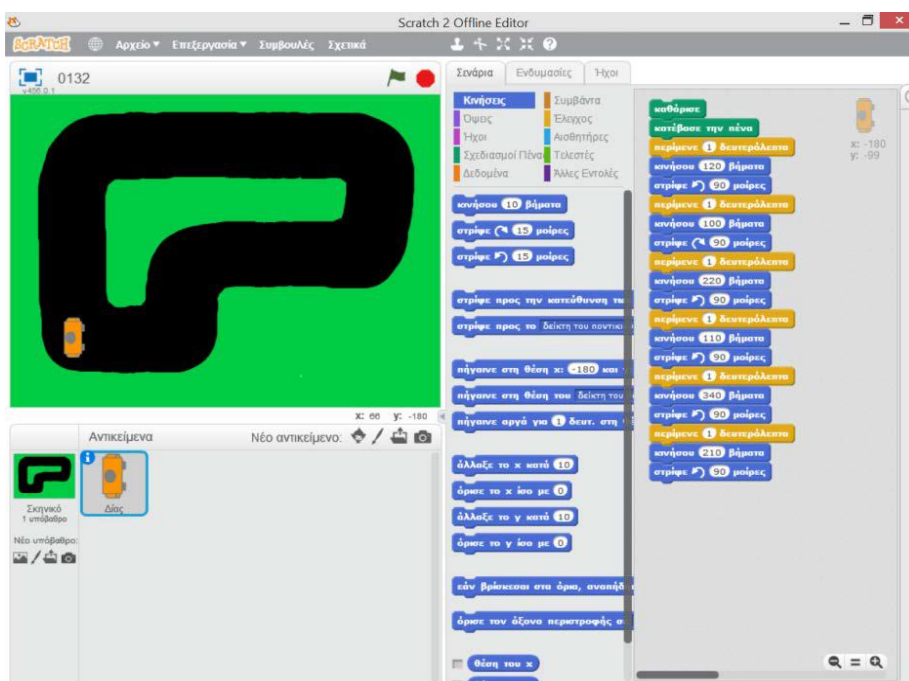 Scratch 2 Offline Editor
SCRATCH Αρχείο Επεξεργασία Συμβουλές Σχετικά
0132
v456.0.1
x: 66 y: -180
Αντικείμενα Νέο αντικείμενο:
Σκηνικό
1 υπόβαθρο
Δίας
Νέο υπόβαθρο:
Σενάρια Ενδυμασίες Ήχοι
Κινήσεις Συμβάντα
Όψεις Έλεγχος
Ήχοι Αισθητήρες
Σχεδιασμοί Πένας Τελεστές
Δεδομένα Άλλες Εντολές
κινήσου 10 βήματα
στρίψε 15 μοίρες
στρίψε 15 μοίρες
στρίψε προς την κατεύθυνση
στρίψε προς το δείκτη του ποντικι
πήγαινε στη θέση x: -180 και
πήγαινε στη θέση του δείκτη του
πήγαινε αργά για 1 δευτ. στη
άλλαξε το x κατά 10
όρισε το x ίσο με 0
άλλαξε το y κατά 10
όρισε το y ίσο με 0
εάν βρίσκεσαι στα όρια, αναπήδ
όρισε τον άξονα περιστροφής σ
θέση του x
καθάρισε
κατέβασε την πένα
περίμενε 1 δευτερόλεπτα
κινήσου 120 βήματα
στρίψε 90 μοίρες
περίμενε 1 δευτερόλεπτα
κινήσου 100 βήματα
στρίψε 90 μοίρες
περίμενε 1 δευτερόλεπτα
κινήσου 220 βήματα
στρίψε 90 μοίρες
περίμενε 1 δευτερόλεπτα
κινήσου 110 βήματα
στρίψε 90 μοίρες
περίμενε 1 δευτερόλεπτα
κινήσου 340 βήματα
στρίψε 90 μοίρες
περίμενε 1 δευτερόλεπτα
κινήσου 210 βήματα
στρίψε 90 μοίρες
x: -180
y: -99